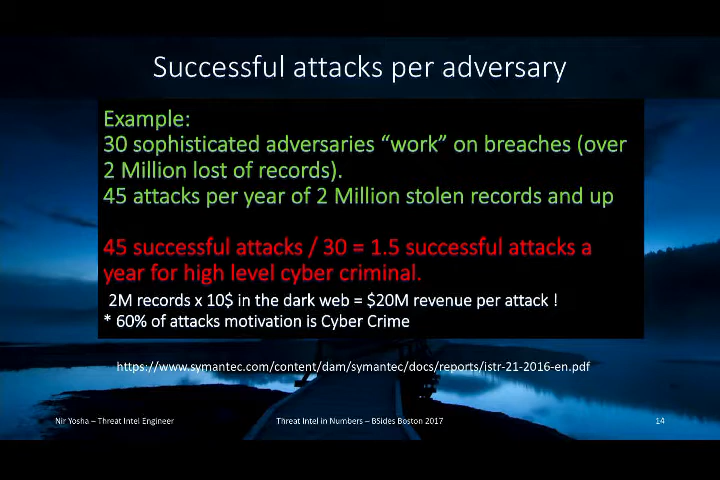 Successful attacks per adversary
Example:
30 sophisticated adversaries “work” on breaches (over
2 Million lost of records).
45 attacks per year of 2 Million stolen records and up
45 successful attacks / 30 = 1.5 successful attacks a
year for high level cyber criminal.
2M records x 10$ in the dark web = $20M revenue per attack !
* 60% of attacks motivation is Cyber Crime
https://www.symantec.com/content/dam/symantec/docs/reports/istr-21-2016-en.pdf
Nir Yosha – Threat Intel Engineer
Threat Intel in Numbers – BSides Boston 2017
14